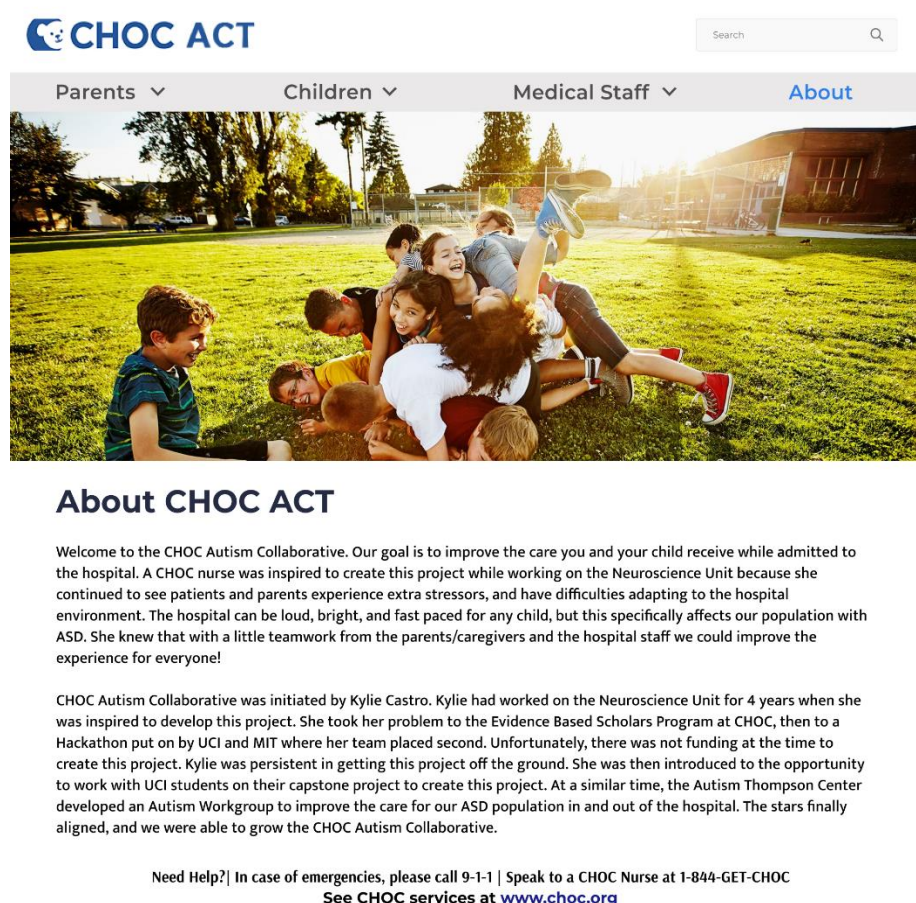 CHOC ACT
Search
Parents
Children
Medical Staff
About
About CHOC ACT
Welcome to the CHOC Autism Collaborative. Our goal is to improve the care you and your child receive while admitted to
the hospital. A CHOC nurse was inspired to create this project while working on the Neuroscience Unit because she
continued to see patients and parents experience extra stressors, and have difficulties adapting to the hospital
environment. The hospital can be loud, bright, and fast paced for any child, but this specifically affects our population with
ASD. She knew that with a little teamwork from the parents/caregivers and the hospital staff we could improve the
experience for everyone!
CHOC Autism Collaborative was initiated by Kylie Castro. Kylie had worked on the Neuroscience Unit for 4 years when she
was inspired to develop this project. She took her problem to the Evidence Based Scholars Program at CHOC, then to a
Hackathon put on by UCI and MIT where her team placed second. Unfortunately, there was not funding at the time to
create this project. Kylie was persistent in getting this project off the ground. She was then introduced to the opportunity
to work with UCI students on their capstone project to create this project. At a similar time, the Autism Thompson Center
developed an Autism Workgroup to improve the care for our ASD population in and out of the hospital. The stars finally
aligned, and we were able to grow the CHOC Autism Collaborative.
Need Help?| In case of emergencies, please call 9-1-1 | Speak to a CHOC Nurse at 1-844-GET-CHOC
See CHOC services at www.choc.org